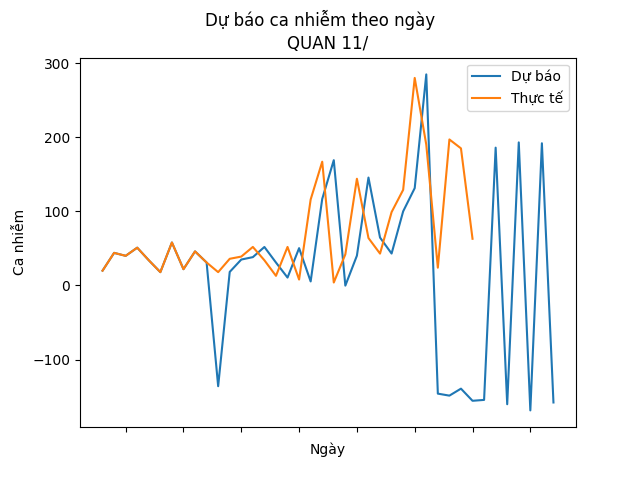 Dự báo ca nhiễm theo ngày
QUAN 11/
Dự báo
Thực tế
300
200
100
0
−100
Ca nhiễm
Ngày